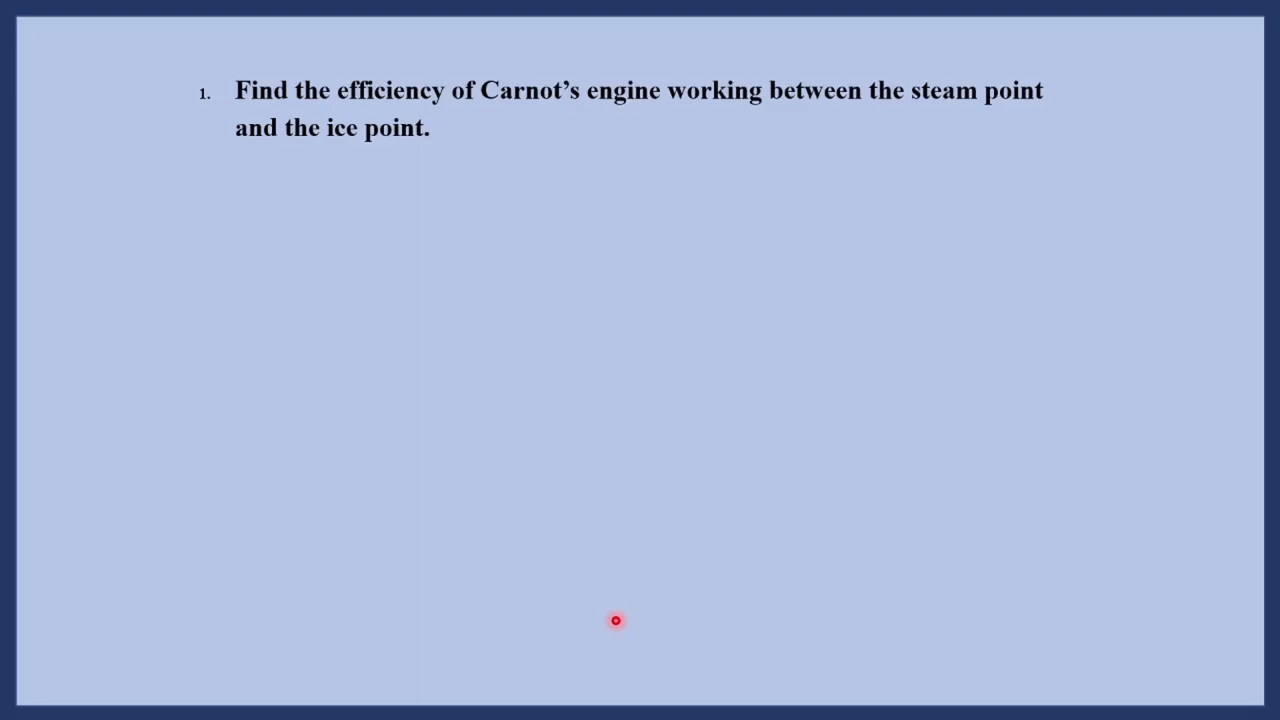 1. Find the efficiency of Carnot’s engine working between the steam point
and the ice point.